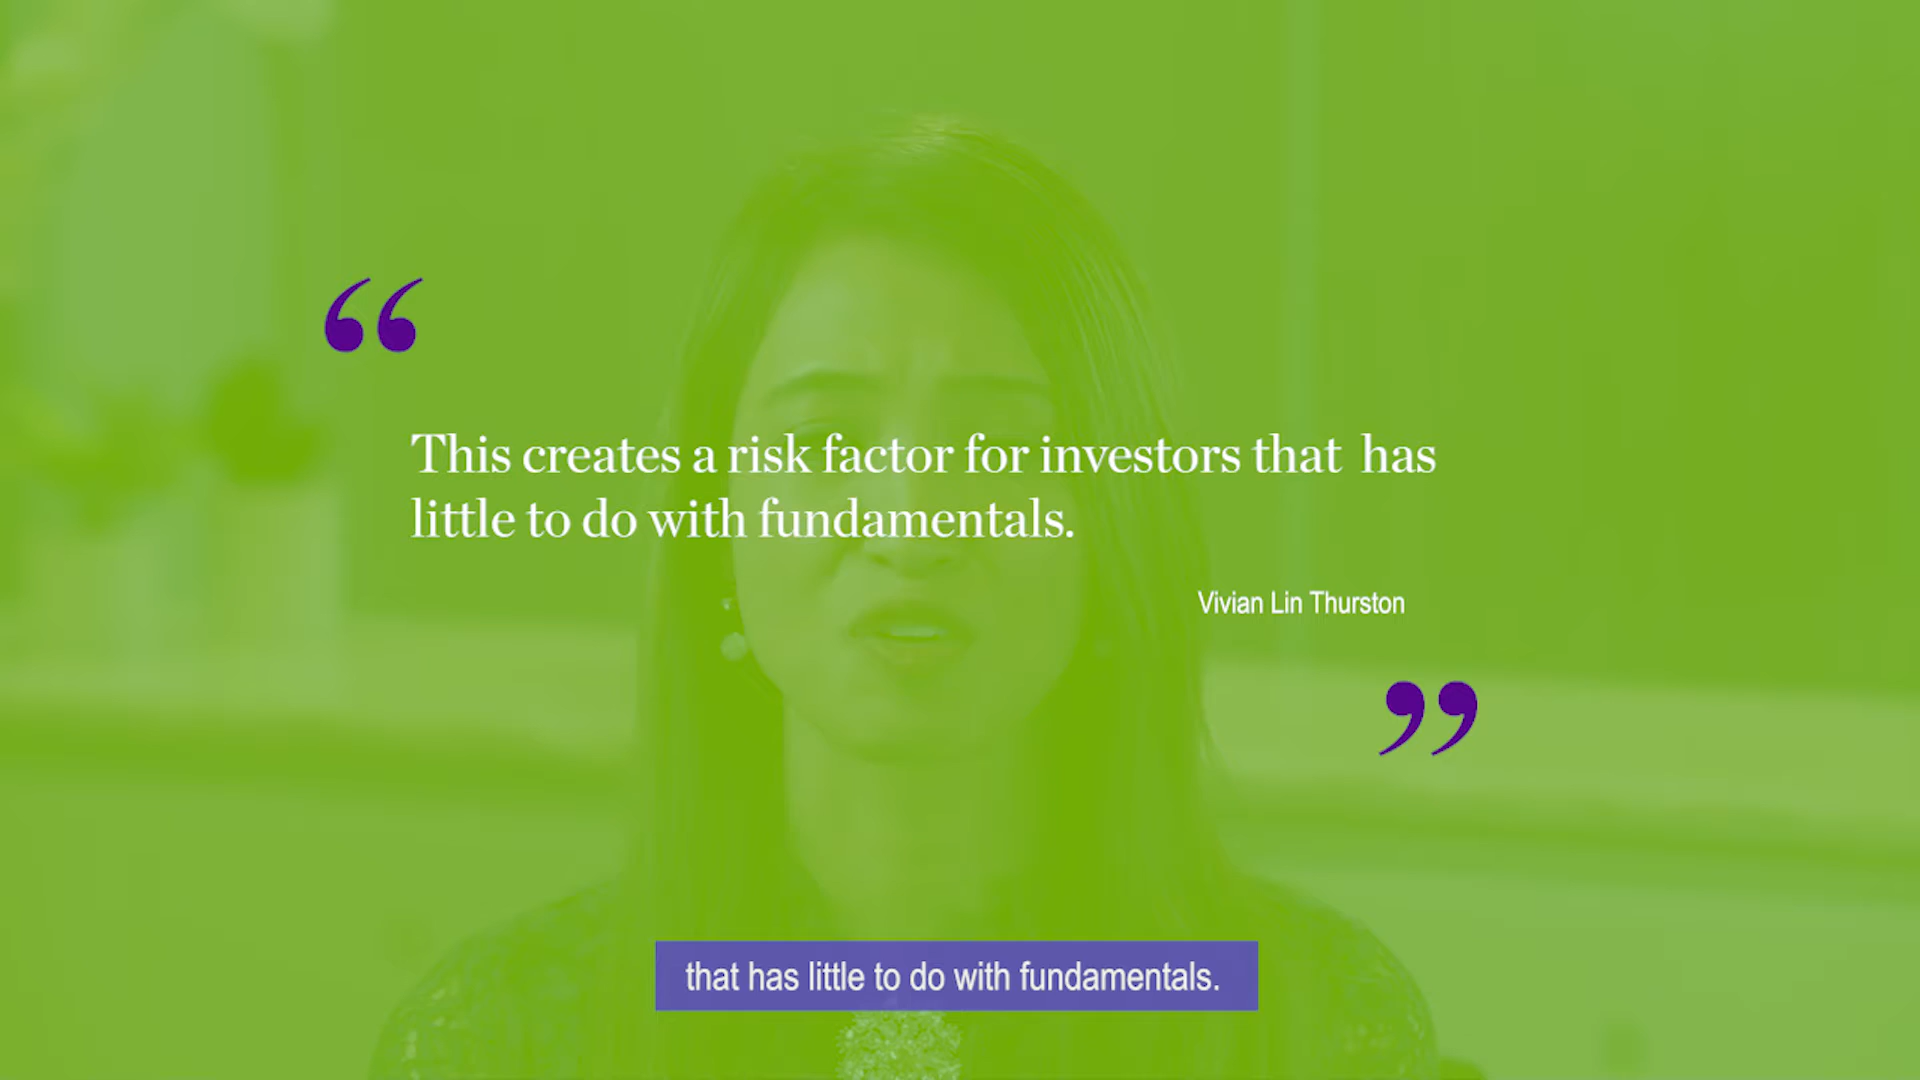 “
This creates a risk factor for investors that has
little to do with fundamentals.
Vivian Lin Thurston
”
that has little to do with fundamentals.